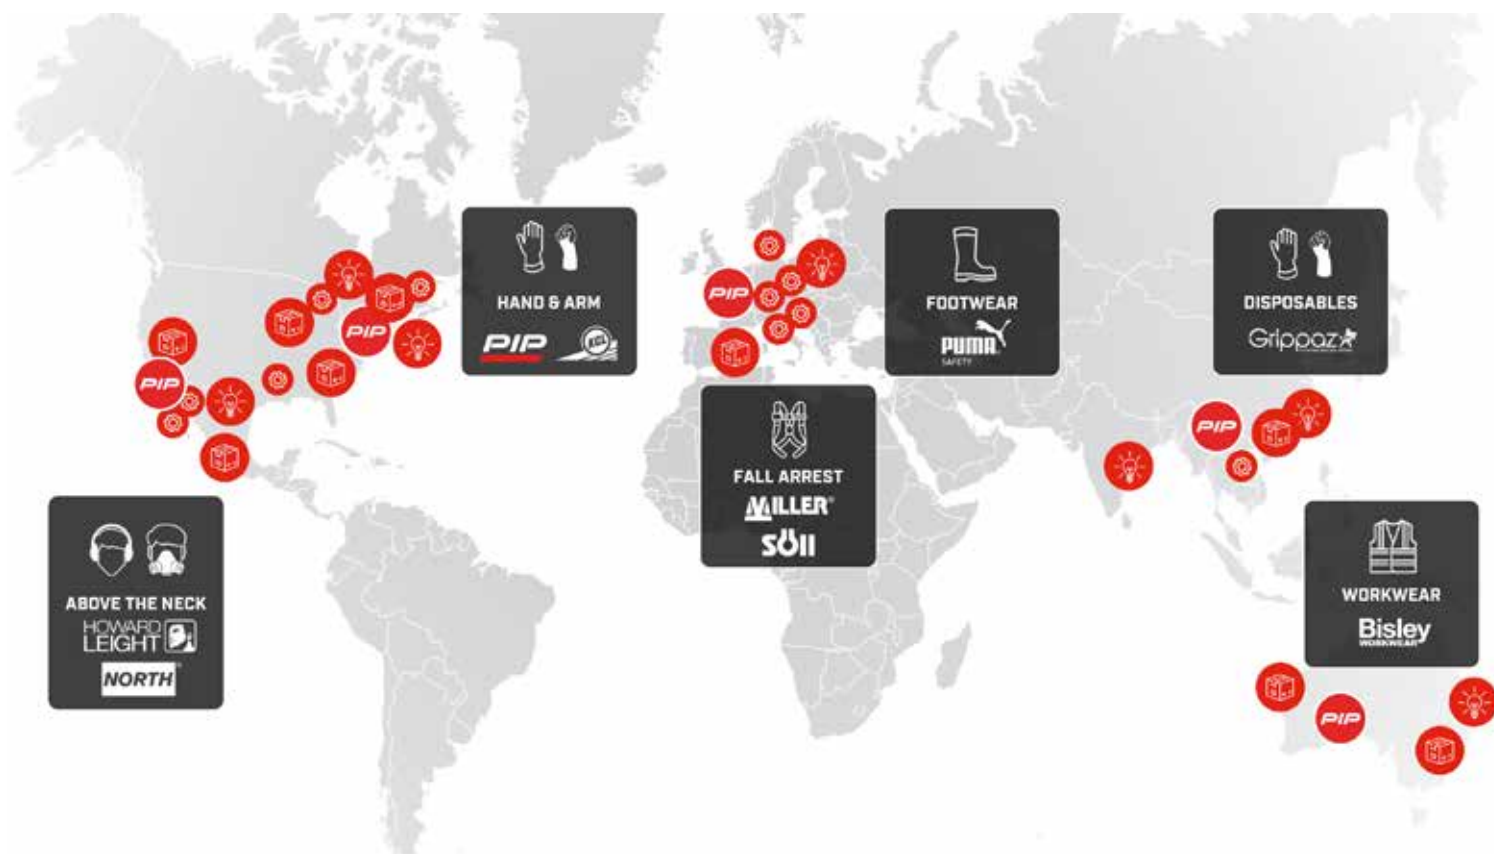 HAND & ARM
PIP
FOOTWEAR
PUMA
SAFETY
DISPOSABLES
Grippaz
PIP
PIP
PIP
PIP
FALL ARREST
MILLER®
SÖLL
ABOVE THE NECK
HOWARD
LEIGHT
NORTH
WORKWEAR
Bisley
WORKWEAR
PIP